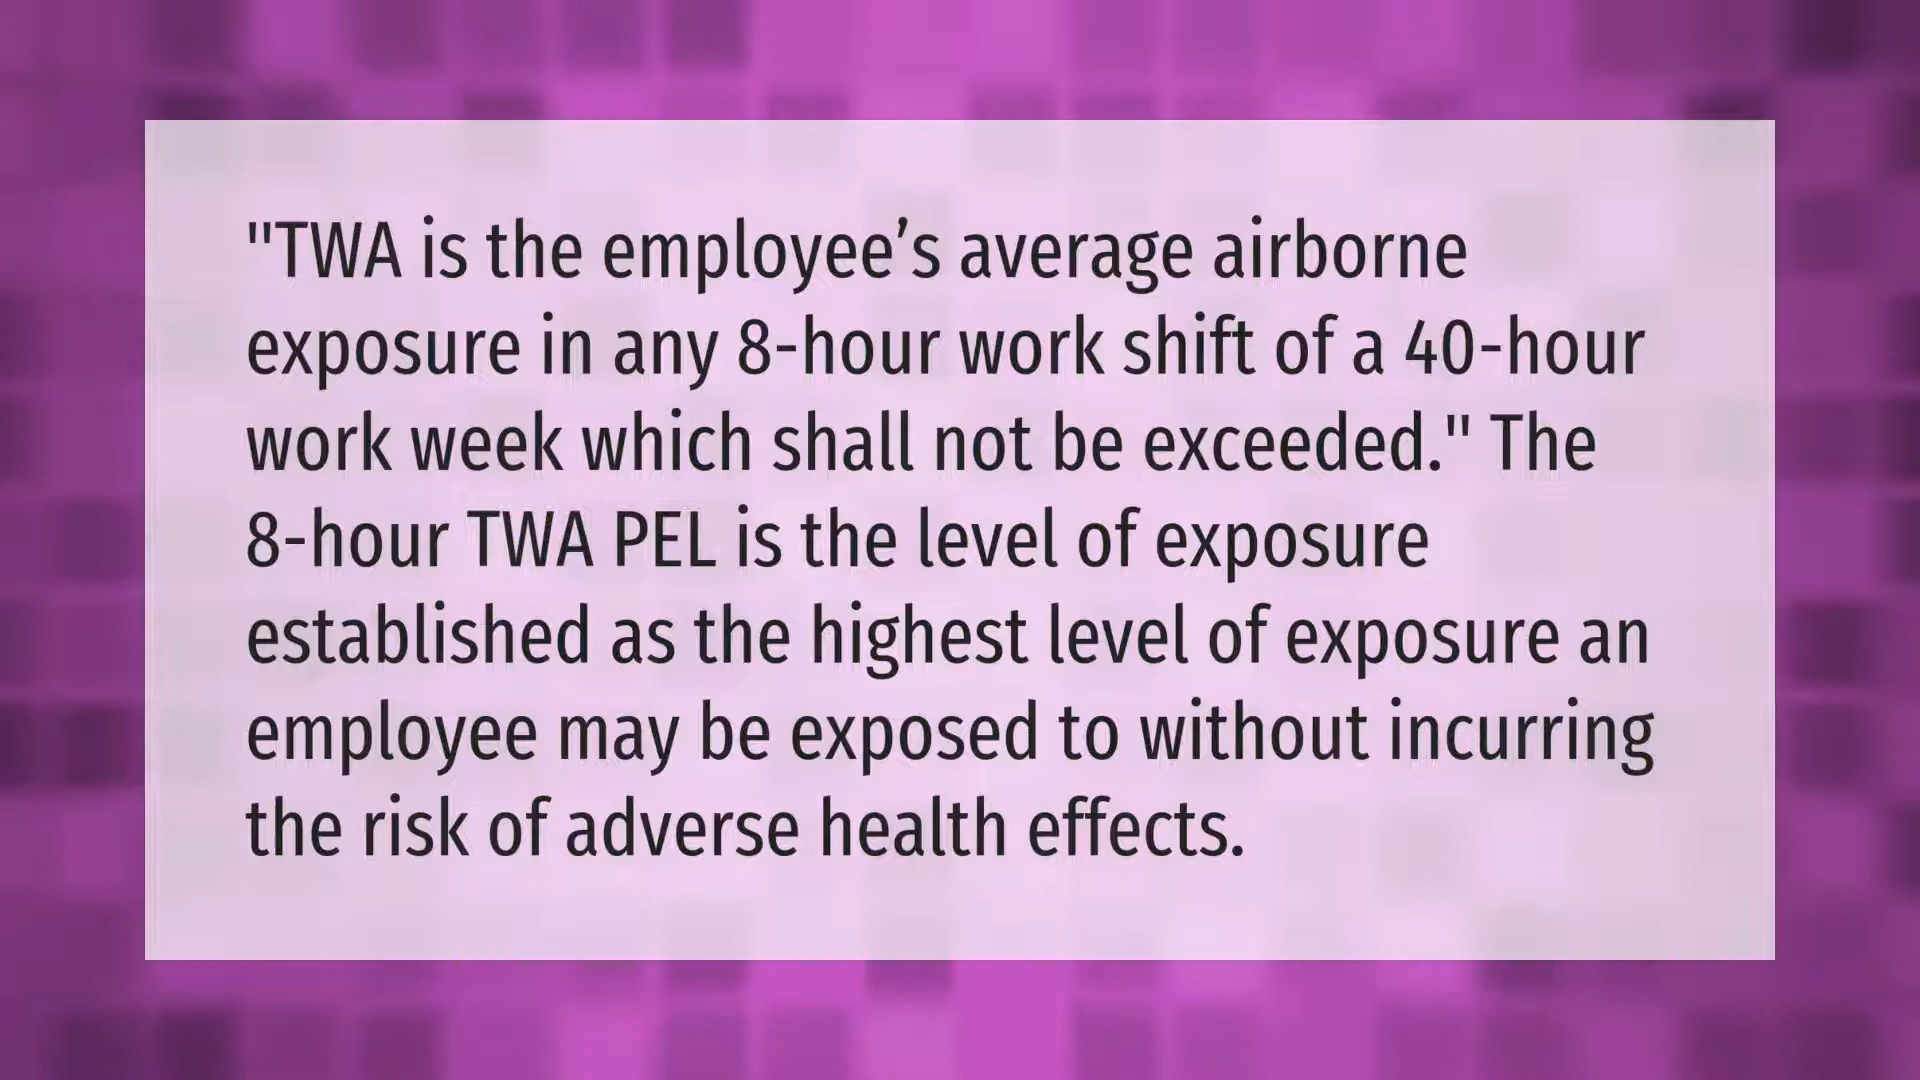 "TWA is the employee’s average airborne
exposure in any 8-hour work shift of a 40-hour
work week which shall not be exceeded." The
8-hour TWA PEL is the level of exposure
established as the highest level of exposure an
employee may be exposed to without incurring
the risk of adverse health effects.